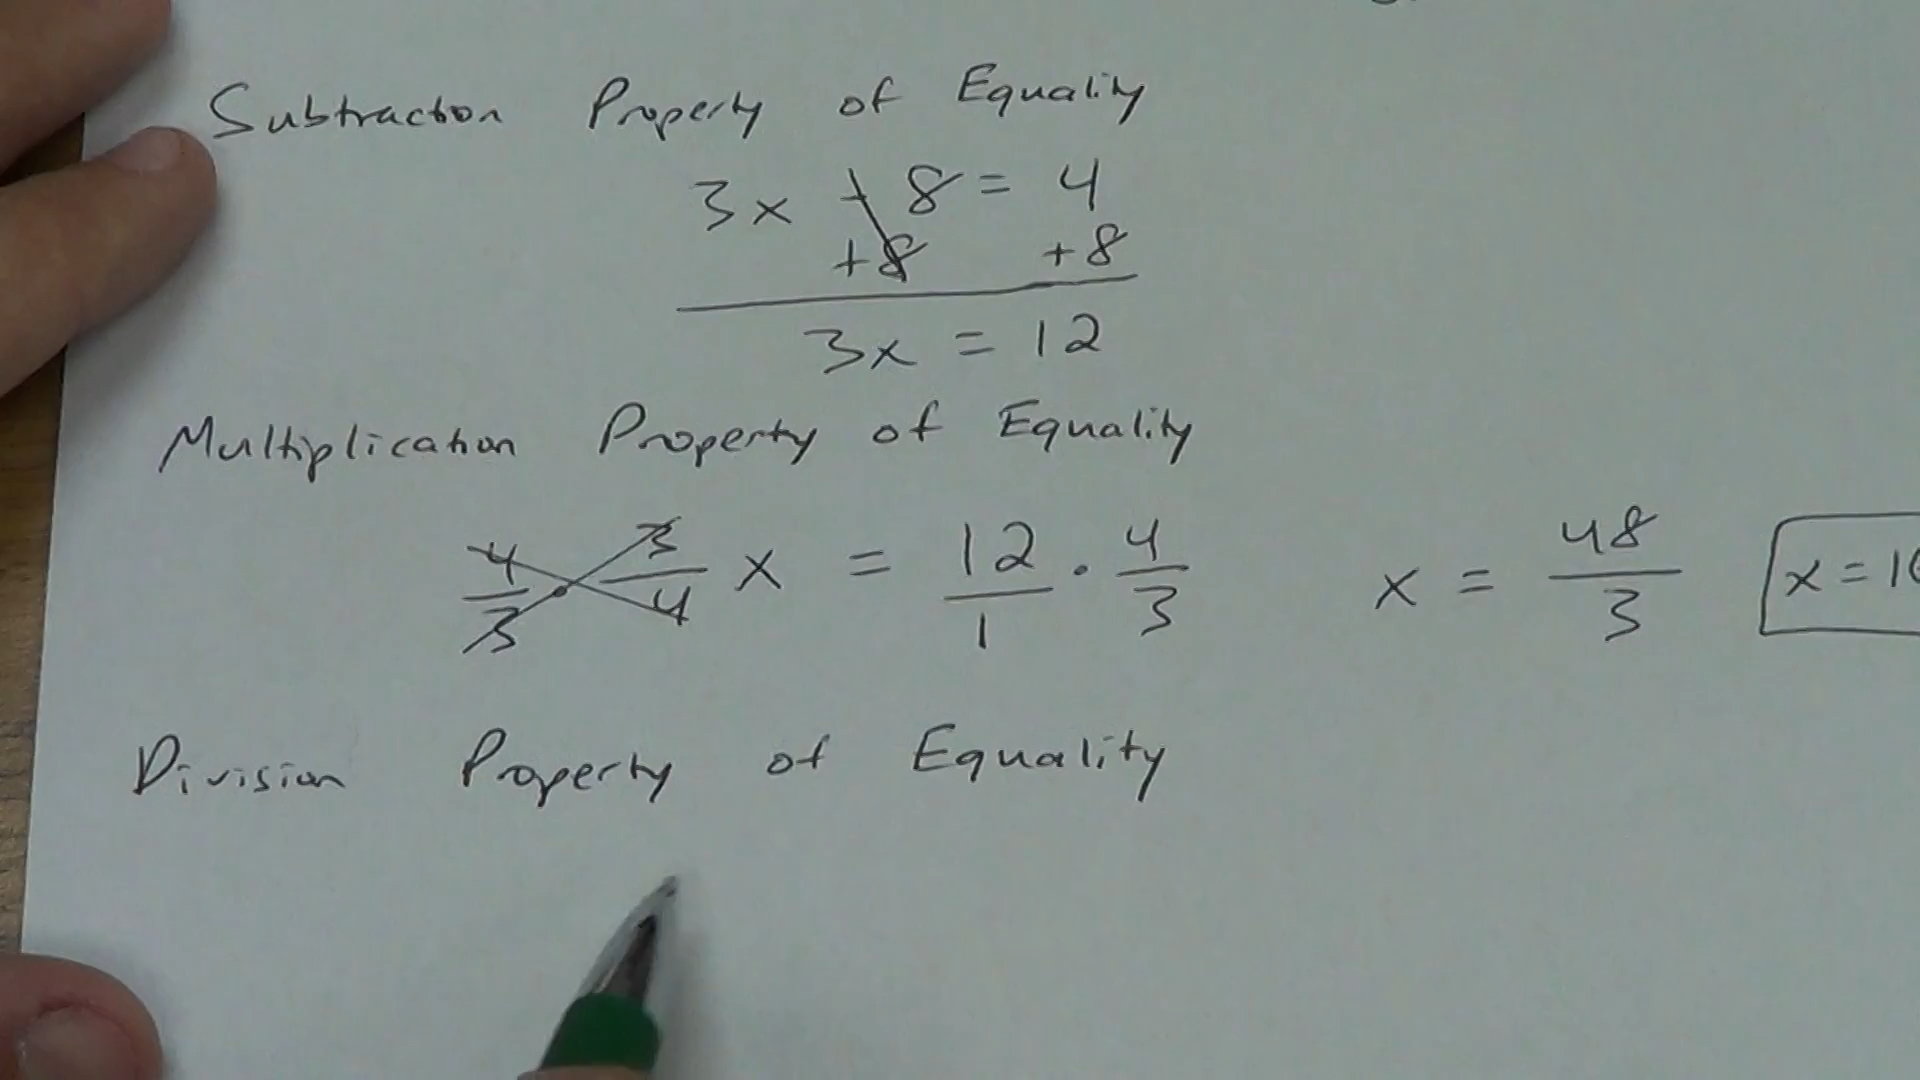 Subtraction Property of Equality
3x - 8 = 4
+8 +8
3x = 12
Multiplication Property of Equality
4/3 · 3/4 x = 12/1 · 4/3 x = 48/3 x = 16
Division Property of Equality